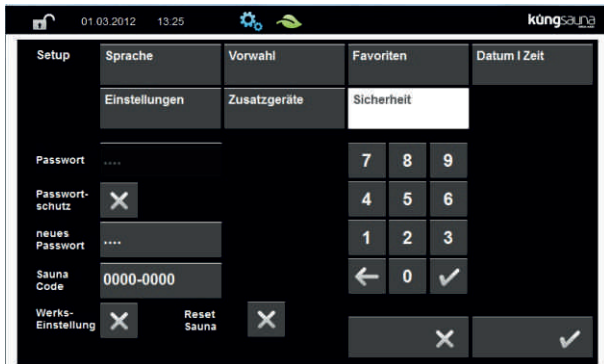 01.03.2012 13:25 küngsauna
Setup Sprache Vorwahl Favoriten Datum I Zeit
Einstellungen Zusatzgeräte Sicherheit
Passwort .... 7 8 9
Passwort-
schutz 4 5 6
neues
Passwort .... 1 2 3
Sauna
Code 0000-0000 0
Werks-
Einstellung Reset
Sauna